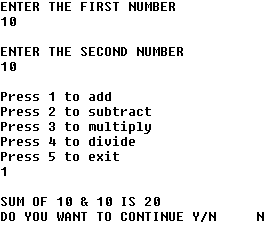 ENTER THE FIRST NUMBER
10
ENTER THE SECOND NUMBER
10
Press 1 to add
Press 2 to subtract
Press 3 to multiply
Press 4 to divide
Press 5 to exit
1
SUM OF 10 & 10 IS 20
DO YOU WANT TO CONTINUE Y/N     N